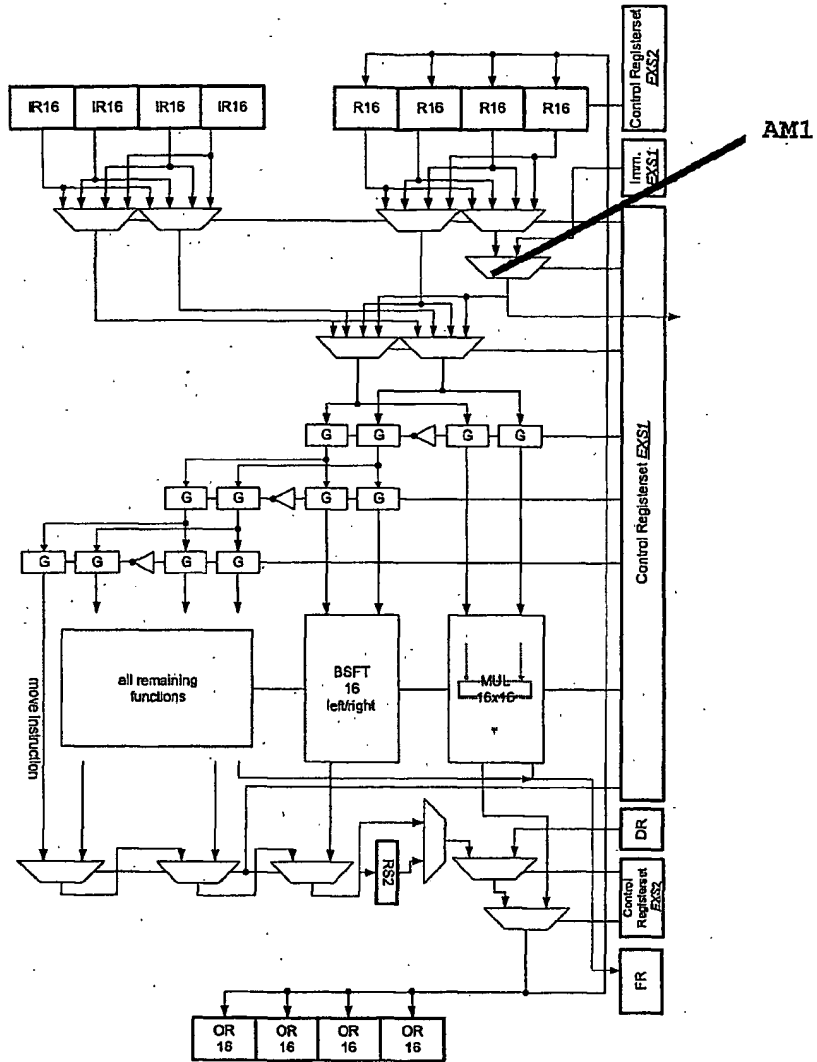 Control Registerset
EXS2
IR16 IR16 IR16 IR16
R16 R16 R16 R16
AM1
Imm.
EXS1
Control Registerset EXS1
G G G G
G G G G
G G G G
move instruction
all remaining
functions
BSFT
16
left/right
MUL
16x16
DR
RS2
Control
Registerset
EXS2
FR
OR
16
OR
16
OR
16
OR
16